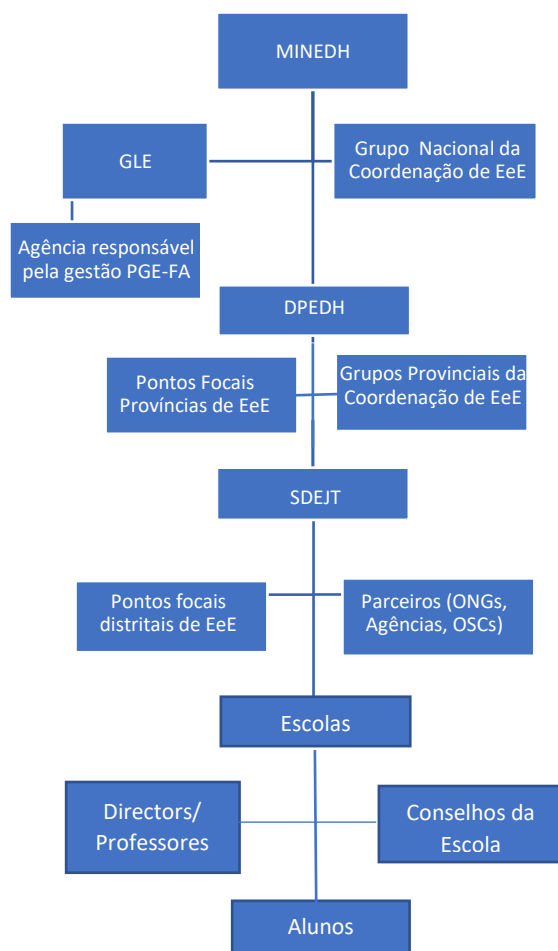 MINEDH
GLE
Grupo Nacional da
Coordenação de EeE
Agência responsável
pela gestão PGE-FA
DPEDH
Pontos Focais
Províncias de EeE
Grupos Provinciais da
Coordenação de EeE
SDEJT
Pontos focais
distritais de EeE
Parceiros (ONGs,
Agências, OSCs)
Escolas
Directors/
Professores
Conselhos da
Escola
Alunos